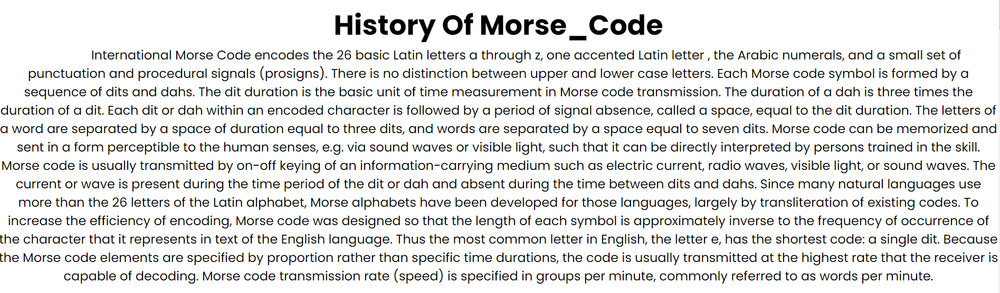 History Of Morse_Code
International Morse Code encodes the 26 basic Latin letters a through z, one accented Latin letter , the Arabic numerals, and a small set of
punctuation and procedural signals (prosigns). There is no distinction between upper and lower case letters. Each Morse code symbol is formed by a
sequence of dits and dahs. The dit duration is the basic unit of time measurement in Morse code transmission. The duration of a dah is three times the
duration of a dit. Each dit or dah within an encoded character is followed by a period of signal absence, called a space, equal to the dit duration. The letters of
a word are separated by a space of duration equal to three dits, and words are separated by a space equal to seven dits. Morse code can be memorized and
sent in a form perceptible to the human senses, e.g. via sound waves or visible light, such that it can be directly interpreted by persons trained in the skill.
Morse code is usually transmitted by on-off keying of an information-carrying medium such as electric current, radio waves, visible light, or sound waves. The
current or wave is present during the time period of the dit or dah and absent during the time between dits and dahs. Since many natural languages use
more than the 26 letters of the Latin alphabet, Morse alphabets have been developed for those languages, largely by transliteration of existing codes. To
increase the efficiency of encoding, Morse code was designed so that the length of each symbol is approximately inverse to the frequency of occurrence of
the character that it represents in text of the English language. Thus the most common letter in English, the letter e, has the shortest code: a single dit. Because
the Morse code elements are specified by proportion rather than specific time durations, the code is usually transmitted at the highest rate that the receiver is
capable of decoding. Morse code transmission rate (speed) is specified in groups per minute, commonly referred to as words per minute.